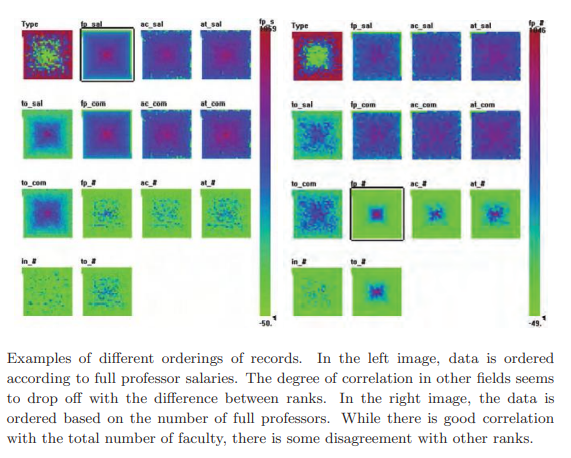 Type fp_sal ac_sal at_sal fp_s
to_sal fp_com ac_com at_com
to_com fp_# ac_# at_#
in_# to_#
-50.
Type fp_sal ac_sal at_sal fp_#
to_sal fp_com ac_com at_com
to_com fp_# ac_# at_#
in_# to_#
-49.
Examples of different orderings of records. In the left image, data is ordered
according to full professor salaries. The degree of correlation in other fields seems
to drop off with the difference between ranks. In the right image, the data is
ordered based on the number of full professors. While there is good correlation
with the total number of faculty, there is some disagreement with other ranks.